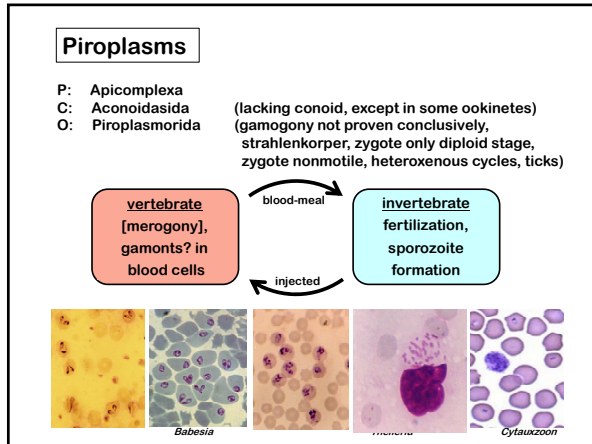 Piroplasms
P: Apicomplexa
C: Aconoidasida (lacking conoid, except in some ookinetes)
O: Piroplasmorida (gamogony not proven conclusively,
strahlenkorper, zygote only diploid stage,
zygote nonmotile, heteroxenous cycles, ticks)
vertebrate
[merogony],
gamonts? in
blood cells
blood-meal
injected
invertebrate
fertilization,
sporozoite
formation
Babesia
Cytauxzoon